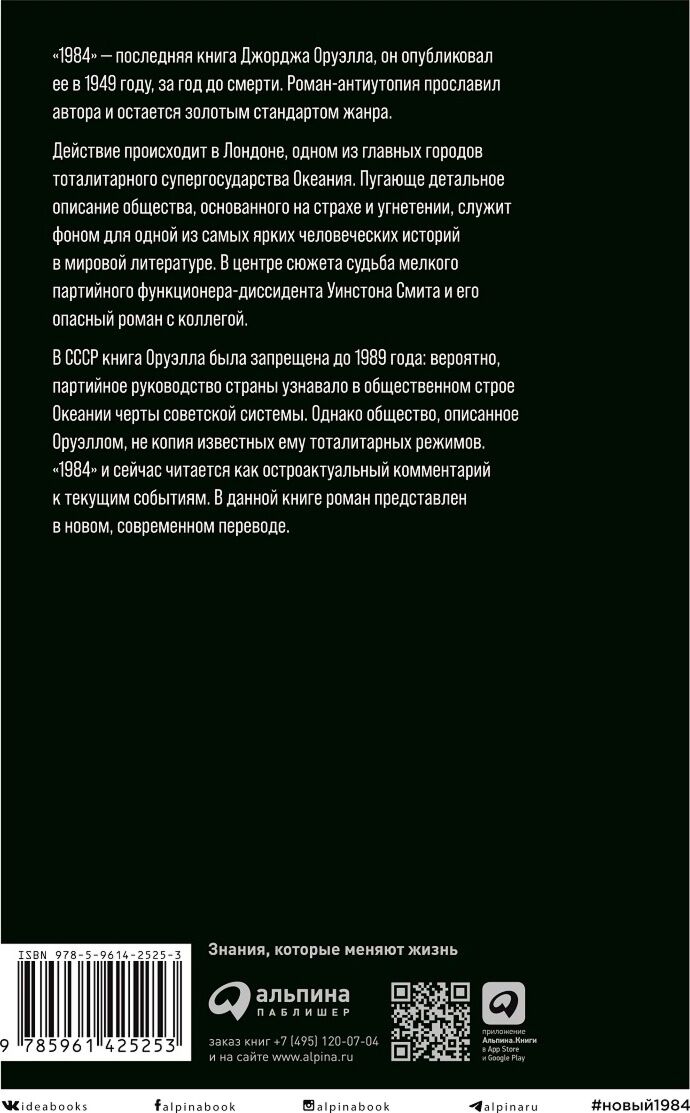 «1984» — последняя книга Джорджа Оруэлла, он опубликовал
ее в 1949 году, за год до смерти. Роман-антиутопия прославил
автора и остается золотым стандартом жанра.
Действие происходит в Лондоне, одном из главных городов
тоталитарного супергосударства Океания. Пугающе детальное
описание общества, основанного на страхе и угнетении, служит
фоном для одной из самых ярких человеческих историй
в мировой литературе. В центре сюжета судьба мелкого
партийного функционера-диссидента Уинстона Смита и его
опасный роман с коллегой.
В СССР книга Оруэлла была запрещена до 1989 года: вероятно,
партийное руководство страны узнавало в общественном строе
Океании черты советской системы. Однако общество, описанное
Оруэллом, не копия известных ему тоталитарных режимов.
«1984» и сейчас читается как остроактуальный комментарий
к текущим событиям. В данной книге роман представлен
в новом, современном переводе.
ISBN 978-5-9614-2525-3
9 785961 425253
Знания, которые меняют жизнь
альпина
ПАБЛИШЕР
заказ книг +7 (495) 120-07-04
и на сайте www.alpina.ru
приложение
Альпина.Книги
в App Store
и Google Play
ideabooks
alpinabook
alpinabook
alpinaru
#новый1984